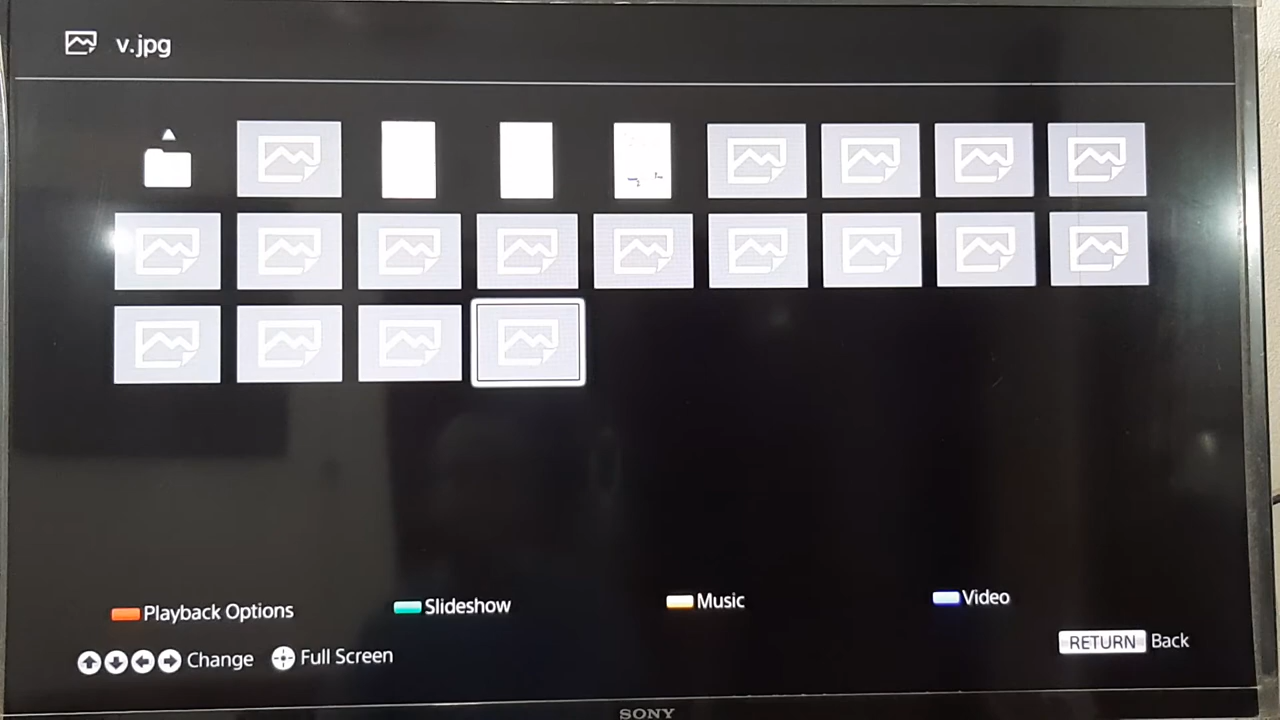 v.jpg
Playback Options
Slideshow
Music
Video
Change
Full Screen
RETURN Back
SONY